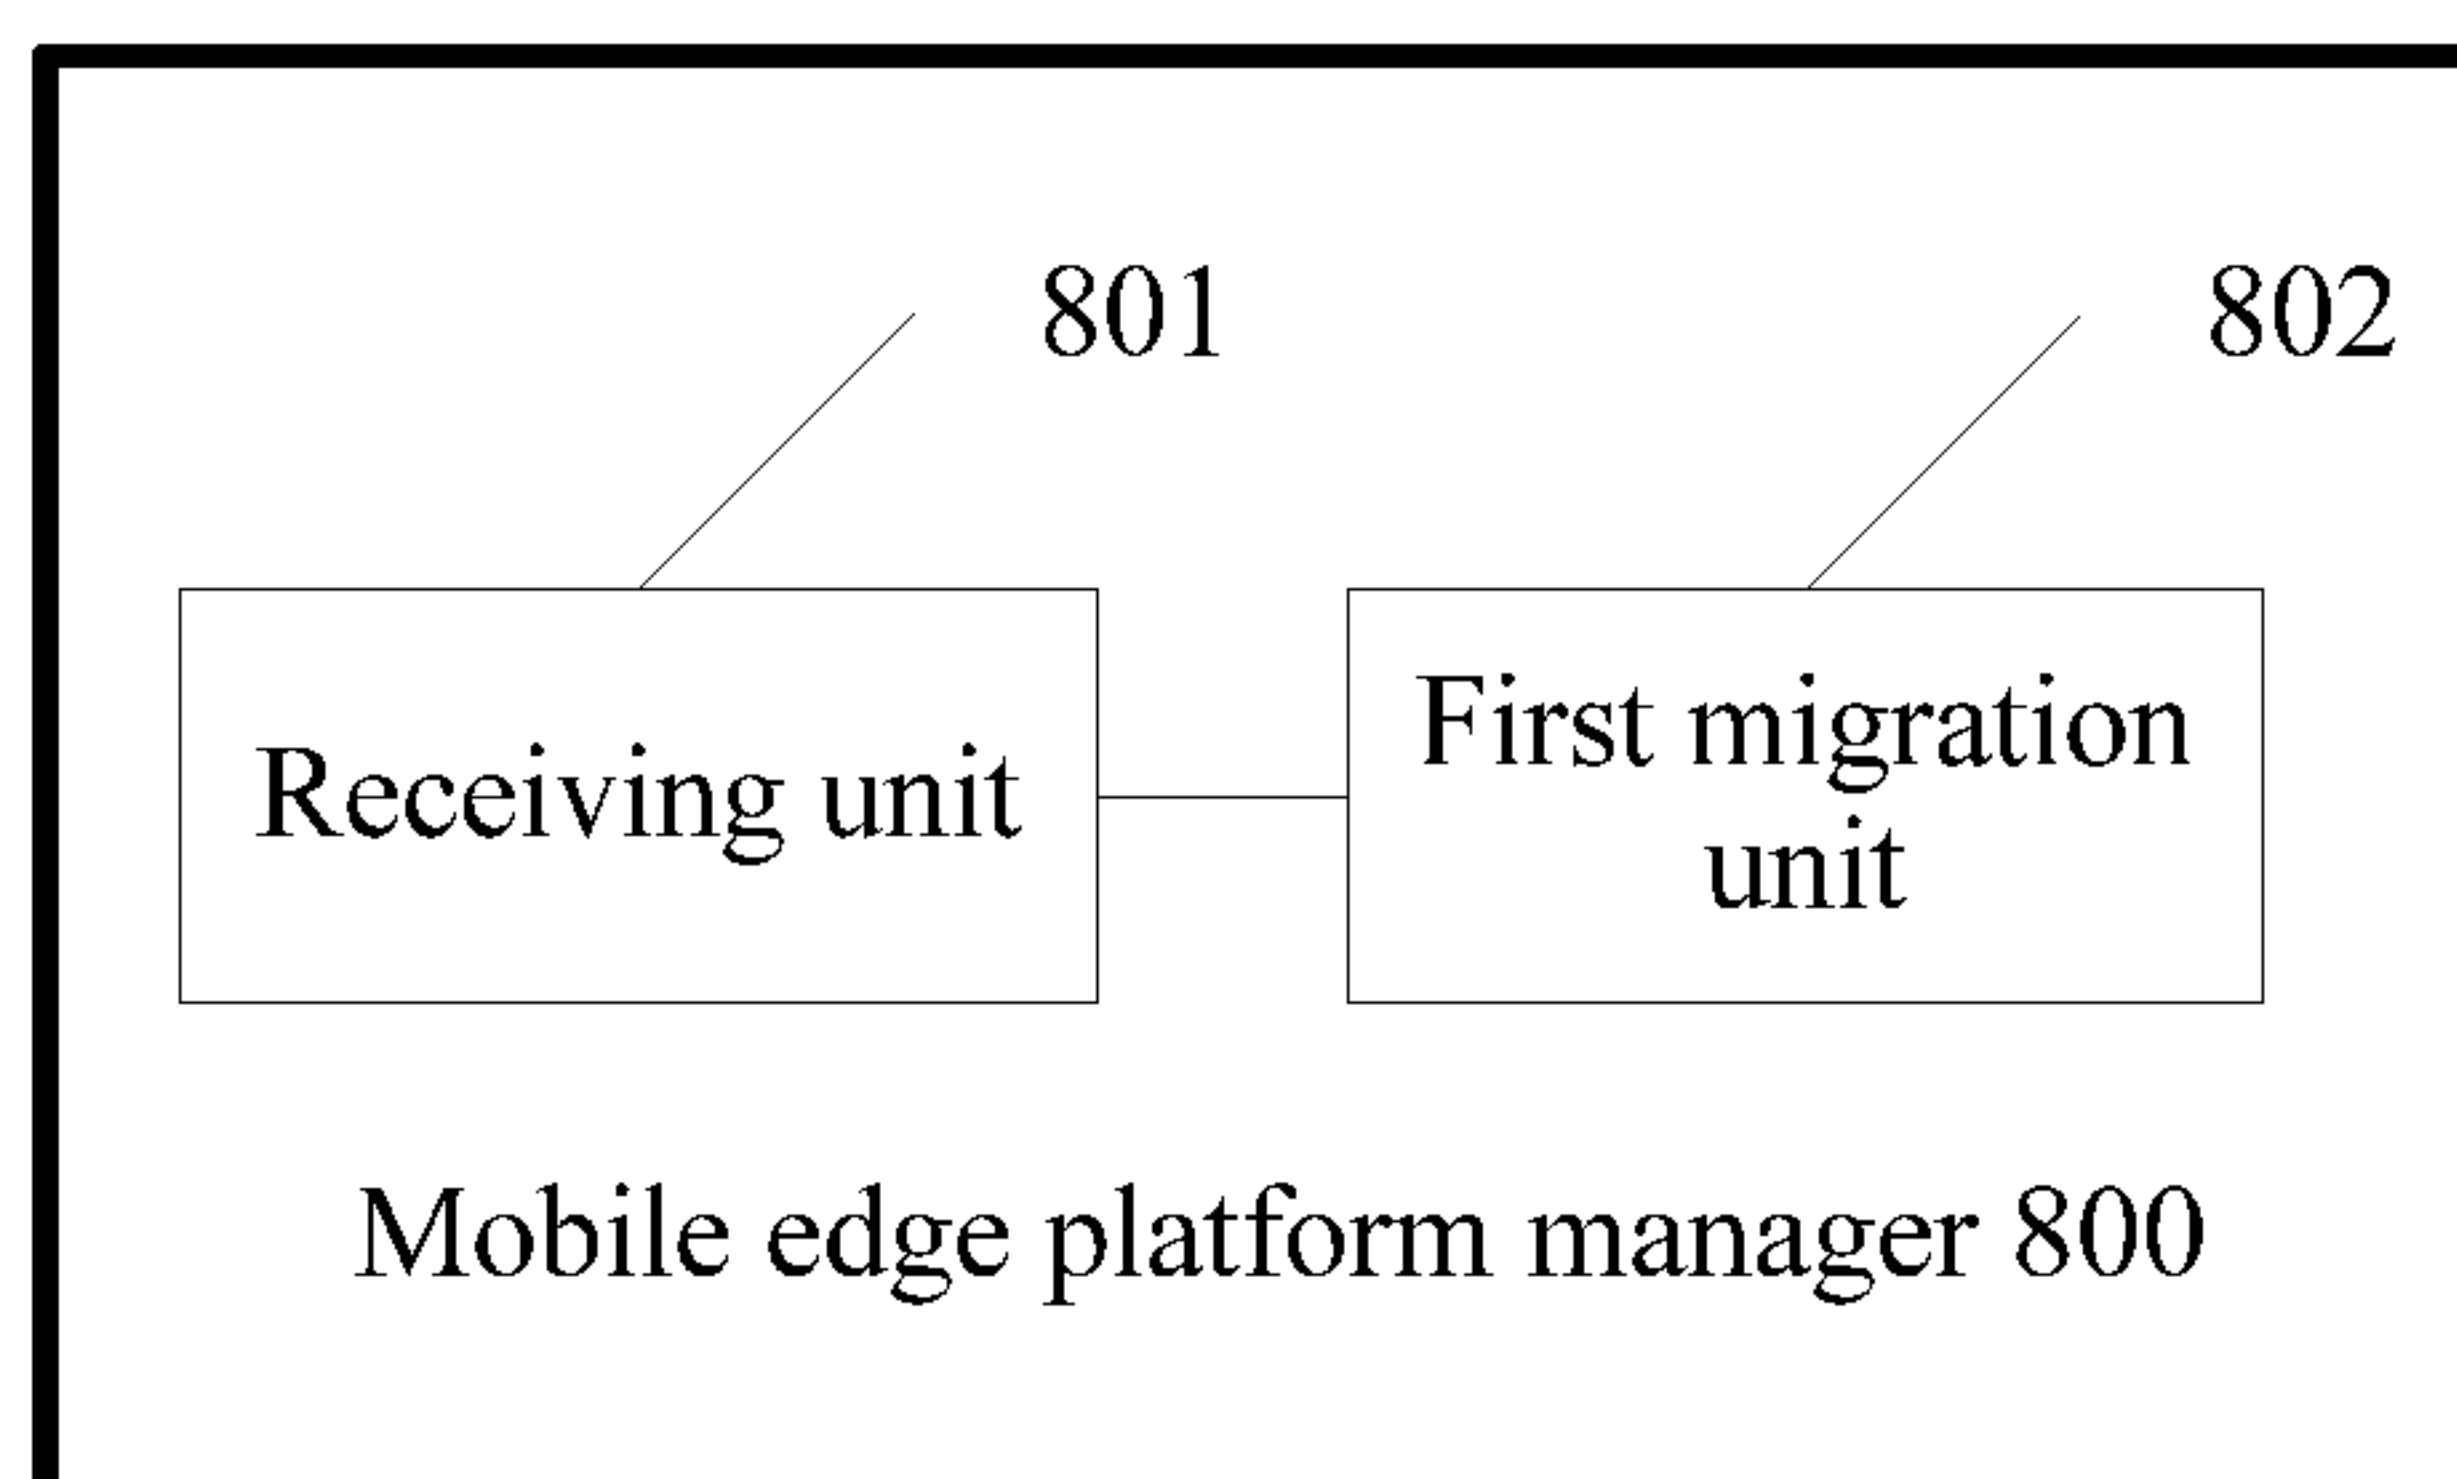 801
802
Receiving unit
First migration
unit
Mobile edge platform manager 800